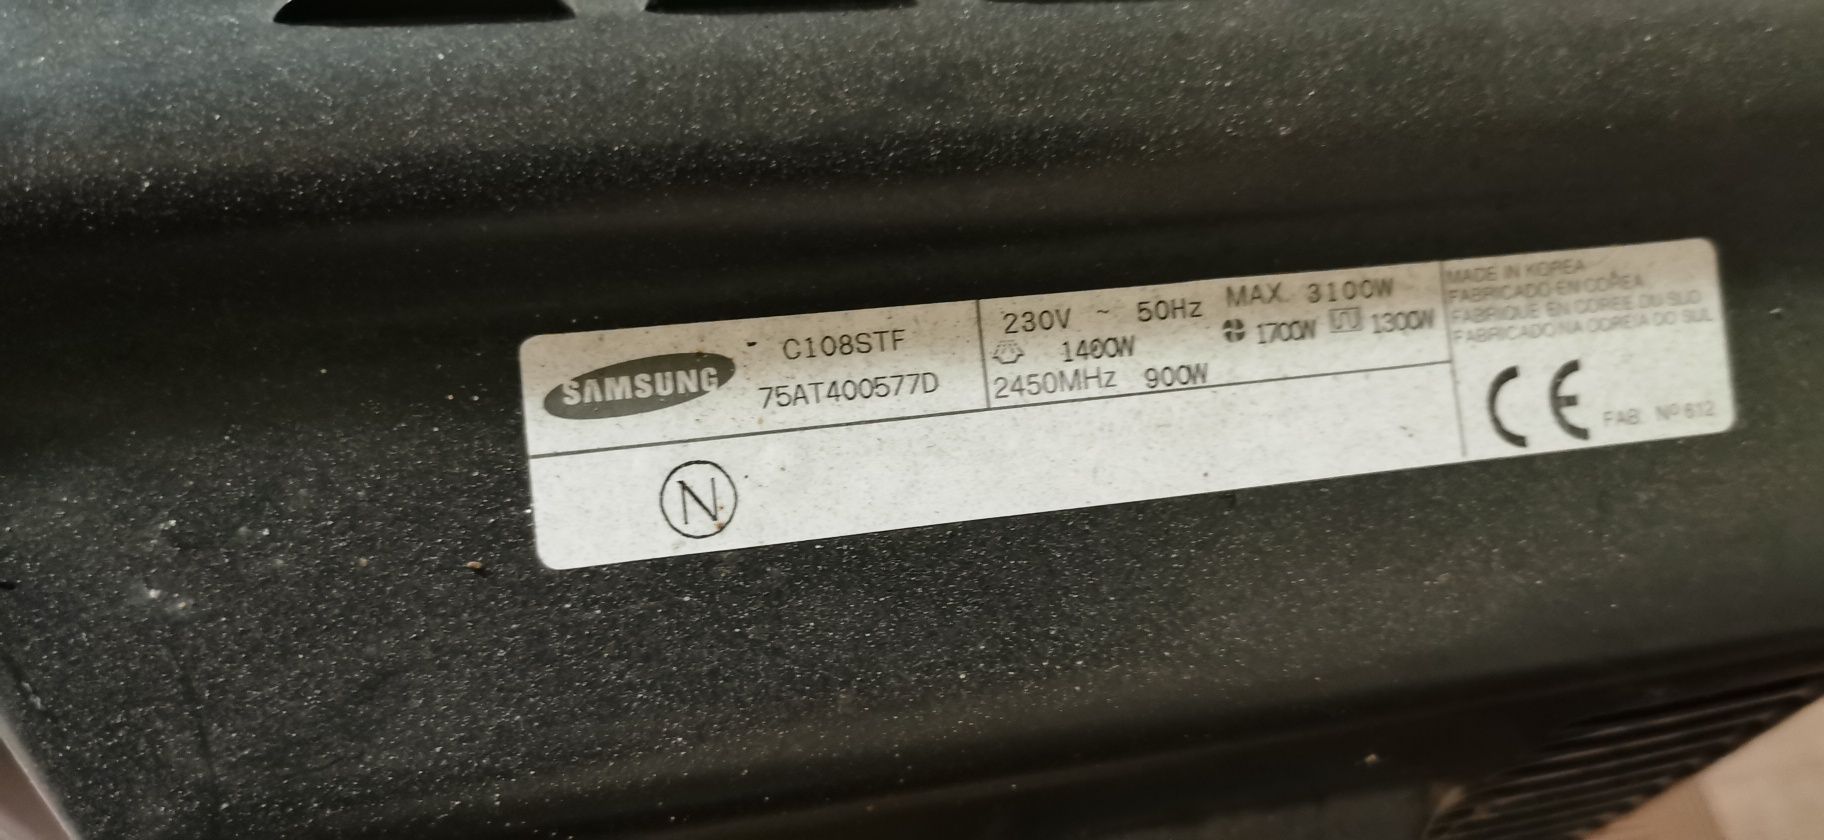 SAMSUNG
C108STF
75AT400577D
230V ~ 50Hz MAX. 3100W
1400W 1700W 1300W
2450MHz 900W
MADE IN KOREA
FABRICADO EN COREA
FABRIQUE EN COREE DU SUD
FABRICADO NA COREIA DO SUL
CE FAB. Nº 612
N